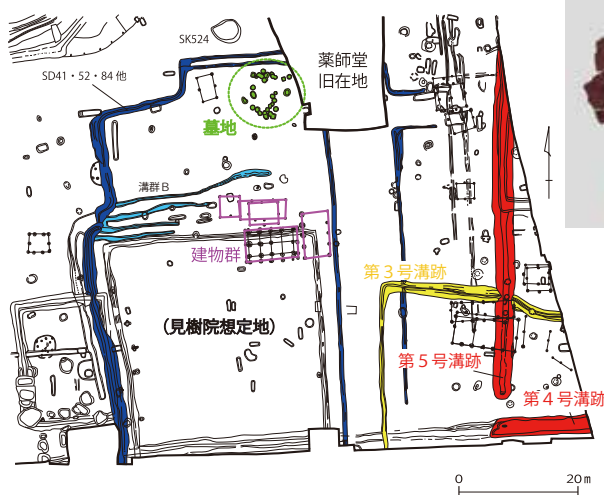 SK524
薬師堂
旧在地
SD41・52・84 他
墓地
溝群B
建物群
第3号溝跡
(見樹院想定地)
第5号溝跡
第4号溝跡
0 20m